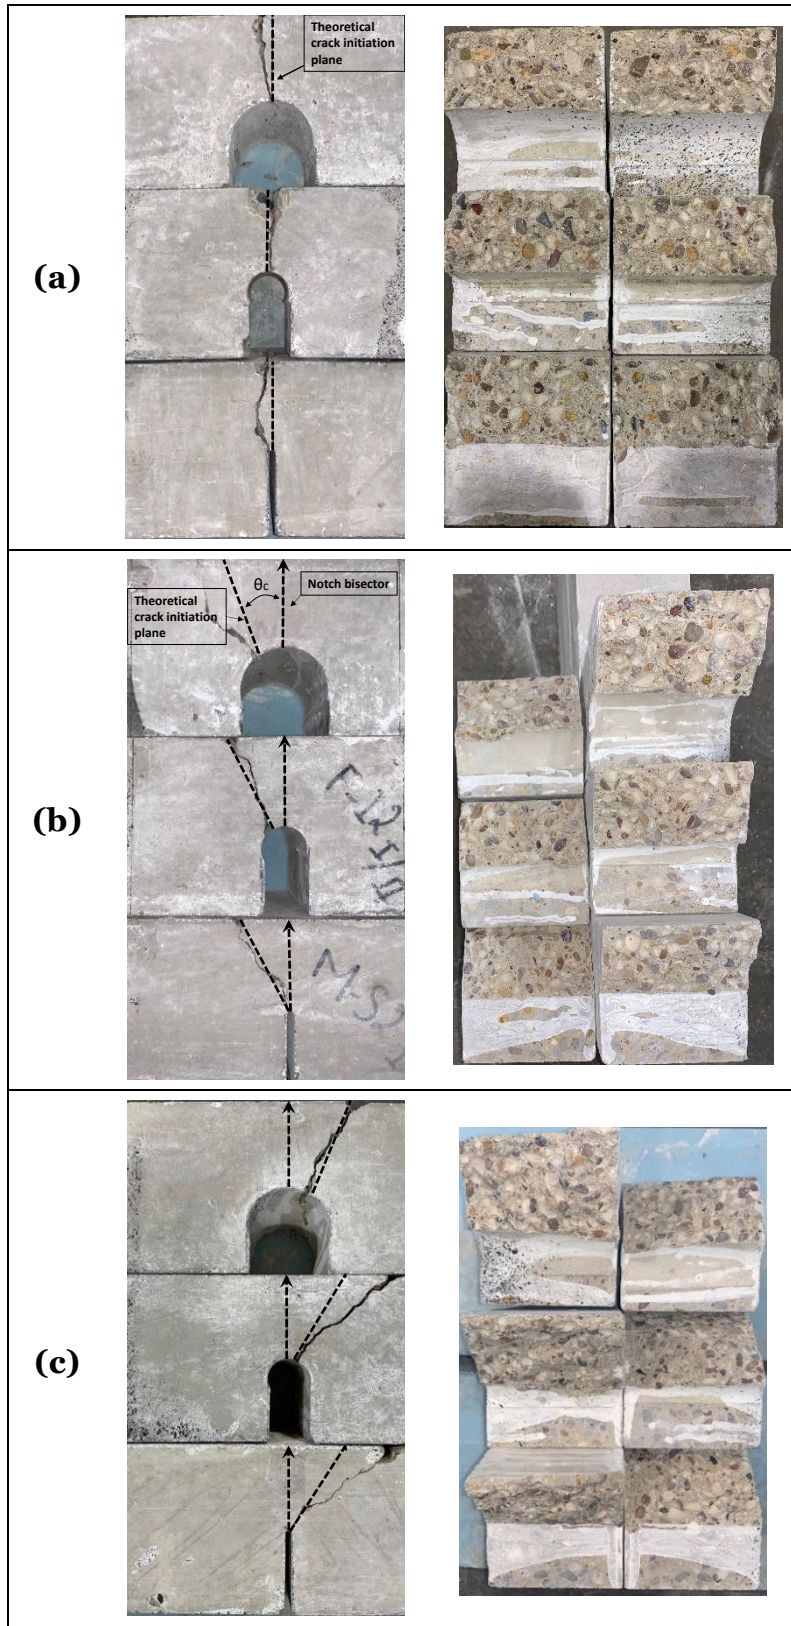 Theoretical
crack initiation
plane
(a)
θc
Notch bisector
Theoretical
crack initiation
plane
(b)
(c)